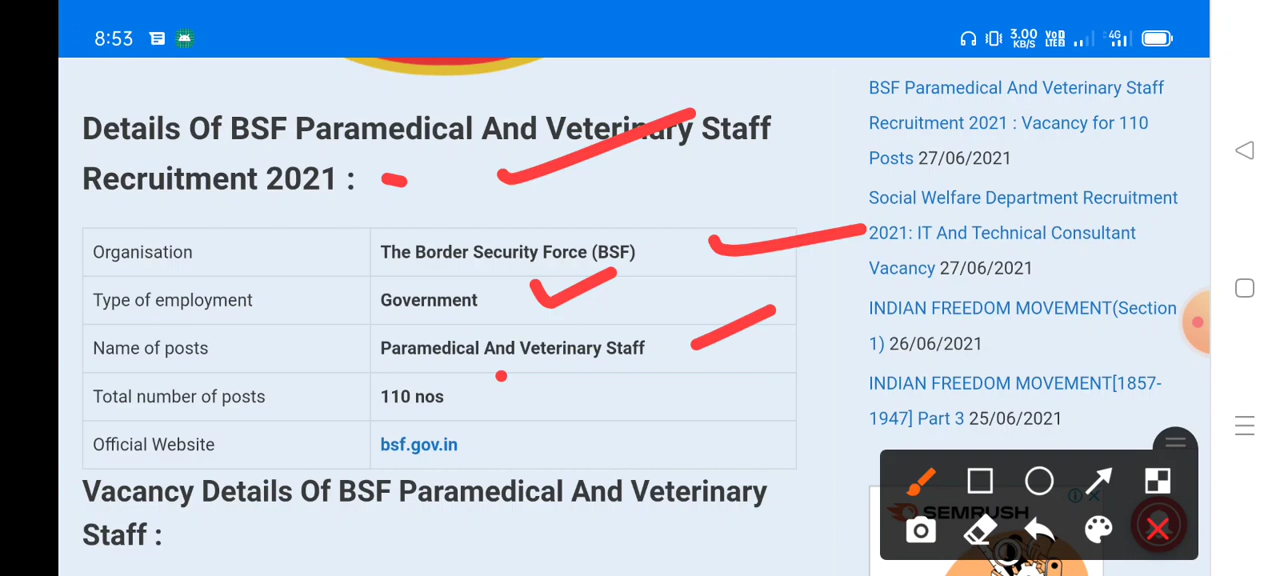 8:53
3.00
KB/S
Vo
LTE2
4G
Details Of BSF Paramedical And Veterinary Staff
Recruitment 2021 :
Organisation The Border Security Force (BSF)
Type of employment Government
Name of posts Paramedical And Veterinary Staff
Total number of posts 110 nos
Official Website bsf.gov.in
Vacancy Details Of BSF Paramedical And Veterinary
Staff :
BSF Paramedical And Veterinary Staff
Recruitment 2021 : Vacancy for 110
Posts 27/06/2021
Social Welfare Department Recruitment
2021: IT And Technical Consultant
Vacancy 27/06/2021
INDIAN FREEDOM MOVEMENT(Section
1) 26/06/2021
INDIAN FREEDOM MOVEMENT[1857-
1947] Part 3 25/06/2021
SEMRUSH